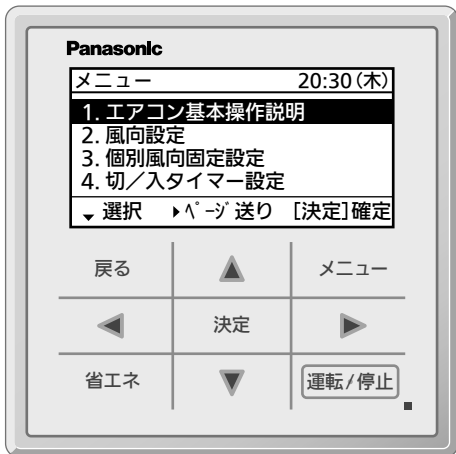 Panasonic
メニュー 20:30(木)
1. エアコン基本操作説明
2. 風向設定
3. 個別風向固定設定
4. 切／入タイマー設定
選択 ﾍﾟｰｼﾞ送り [決定]確定
戻る メニュー
決定
省エネ 運転/停止